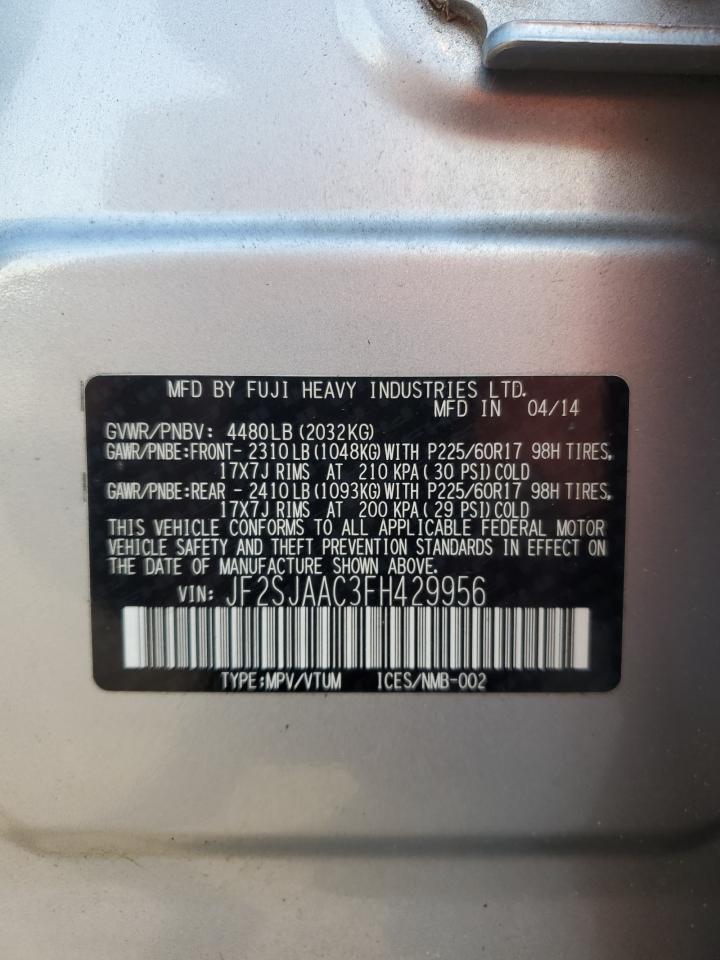 MFD BY FUJI HEAVY INDUSTRIES LTD.
MFD IN 04/14
GVWR/PNBV: 4480LB(2032KG)
GAWR/PNBE:FRONT- 2310LB(1048KG)WITH P225/60R17 98H TIRES,
17X7J RIMS AT 210 KPA( 30 PSI)COLD
GAWR/PNBE:REAR - 2410LB(1093KG)WITH P225/60R17 98H TIRES,
17X7J RIMS AT 200 KPA( 29 PSI)COLD
THIS VEHICLE CONFORMS TO ALL APPLICABLE FEDERAL MOTOR
VEHICLE SAFETY AND THEFT PREVENTION STANDARDS IN EFFECT ON
THE DATE OF MANUFACTURE SHOWN ABOVE.
VIN: JF2SJAAC3FH429956
TYPE:MPV/VTUM ICES/NMB-002